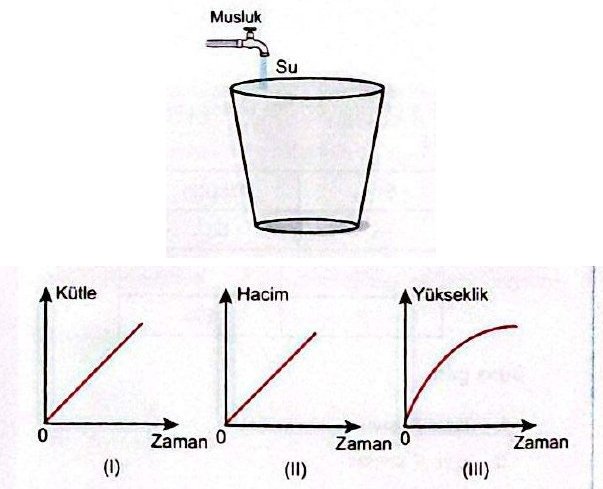 Musluk
Su
Kütle
Hacim
Yükseklik
0
Zaman
0
Zaman
0
Zaman
(I)
(II)
(III)